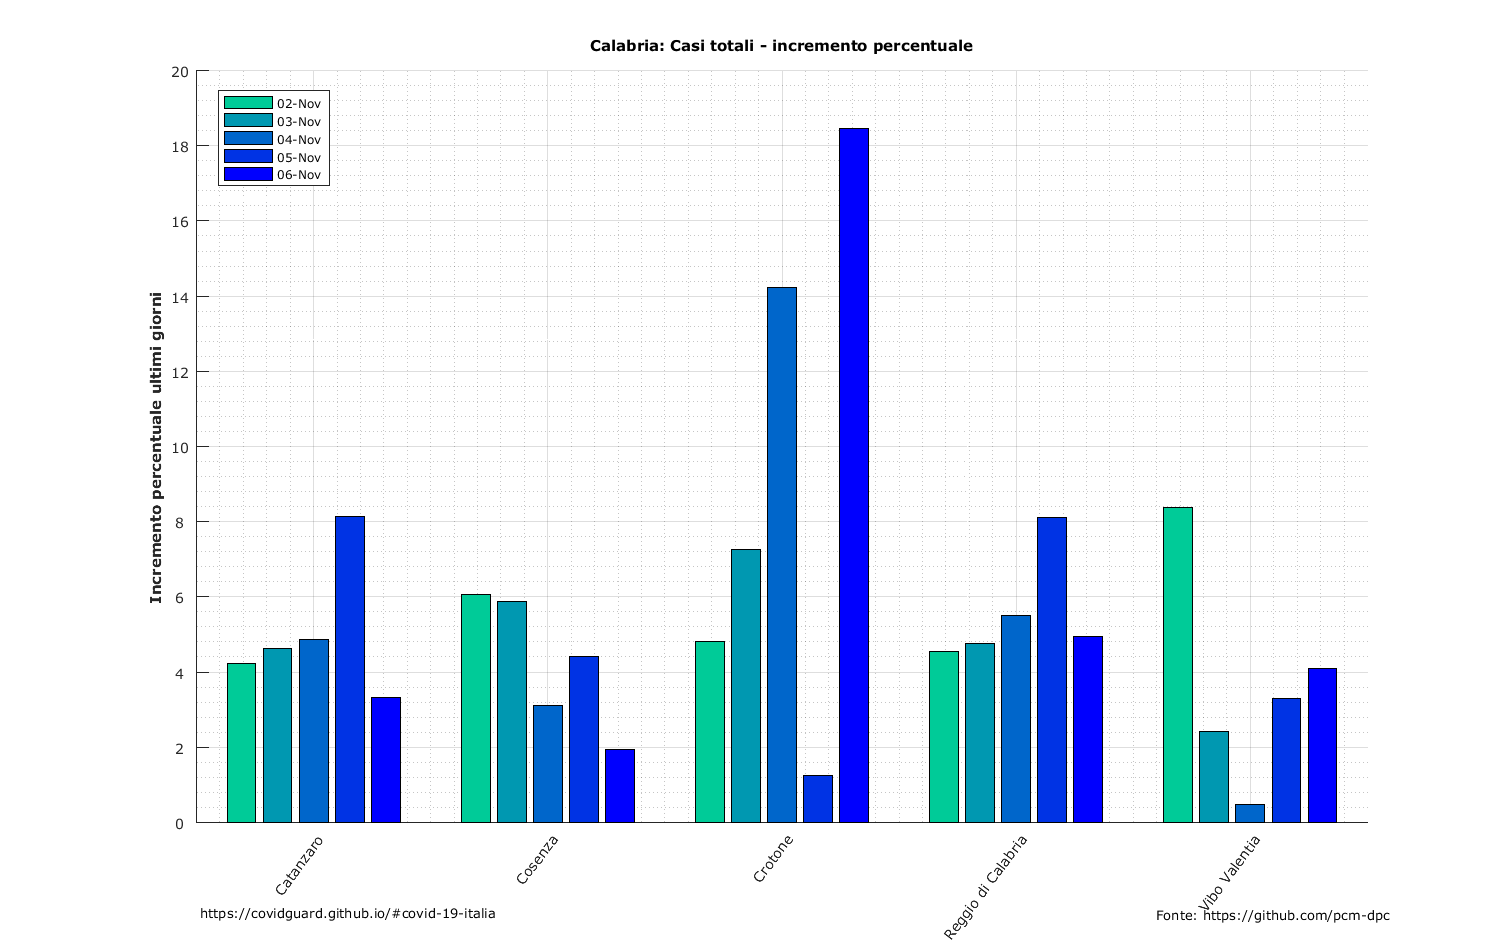 Calabria: Casi totali - incremento percentuale
Incremento percentuale ultimi giorni
20
18
16
14
12
10
8
6
4
2
0
02-Nov
03-Nov
04-Nov
05-Nov
06-Nov
Catanzaro
Cosenza
Crotone
Reggio di Calabria
Vibo Valentia
https://covidguard.github.io/#covid-19-italia
Fonte: https://github.com/pcm-dpc